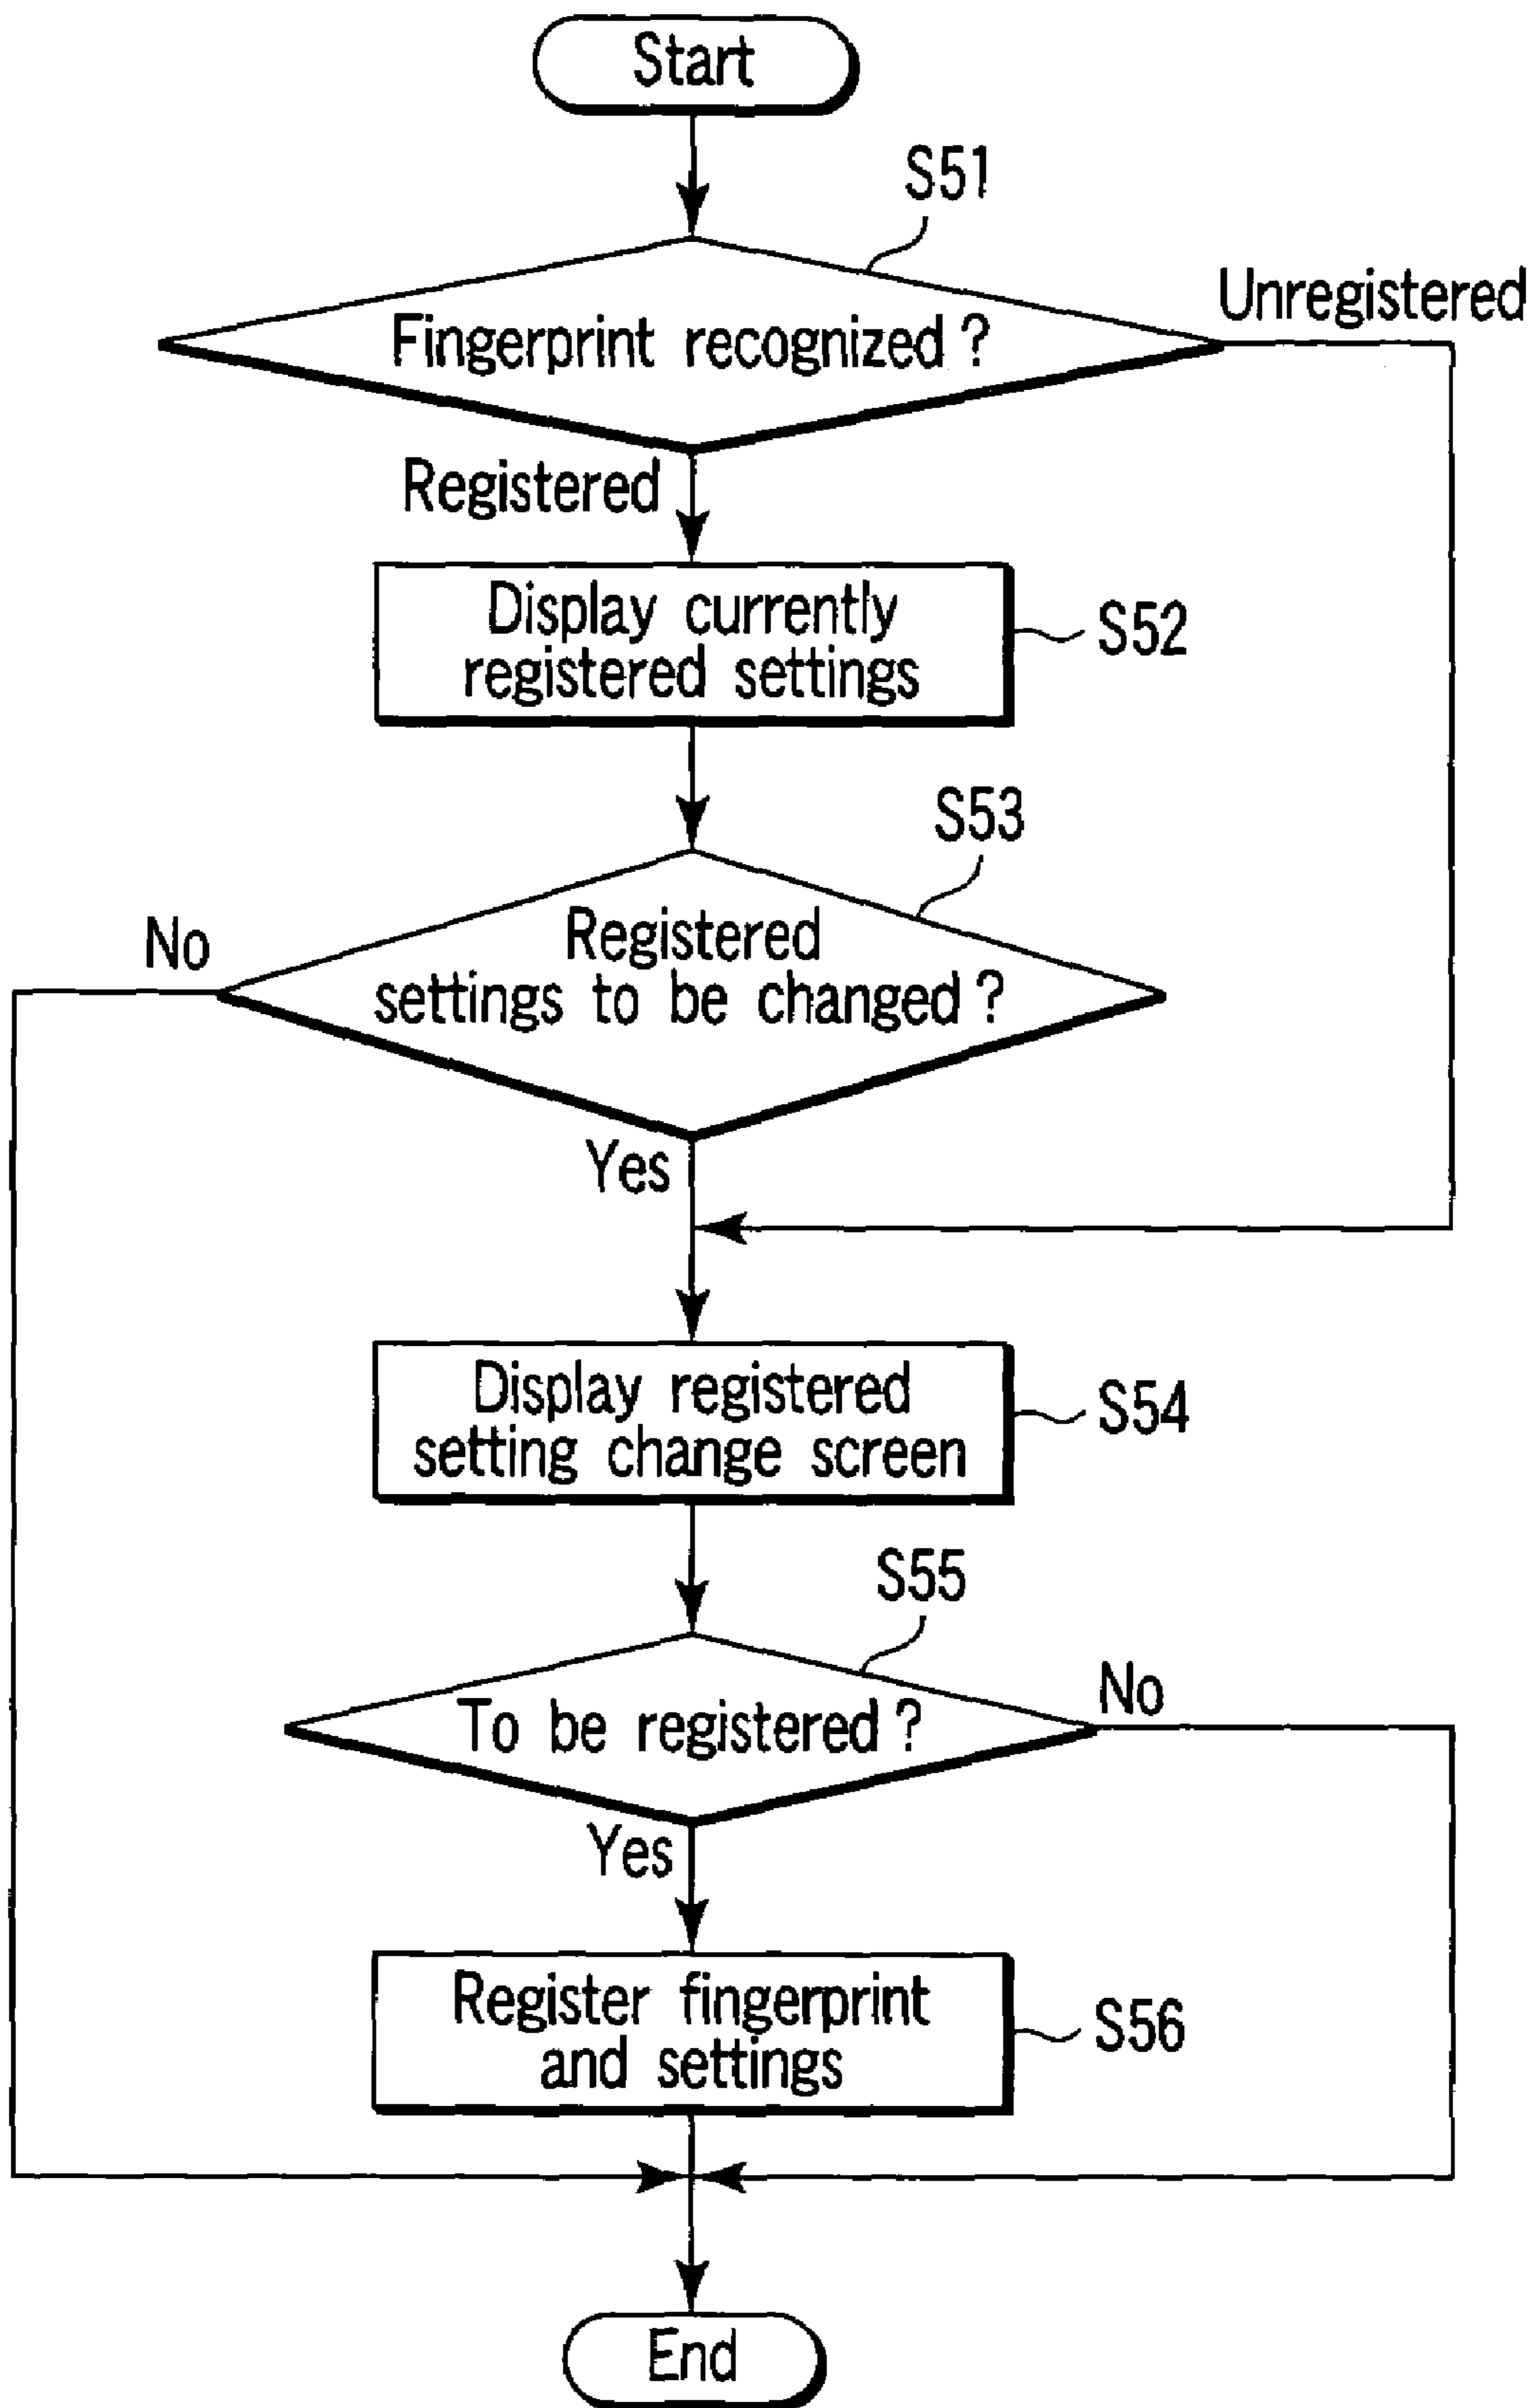 Start
S51
Fingerprint recognized?
Unregistered
Registered
Display currently
registered settings
S52
S53
No
Registered
settings to be changed?
Yes
Display registered
setting change screen
S54
S55
To be registered?
No
Yes
Register fingerprint
and settings
S56
End